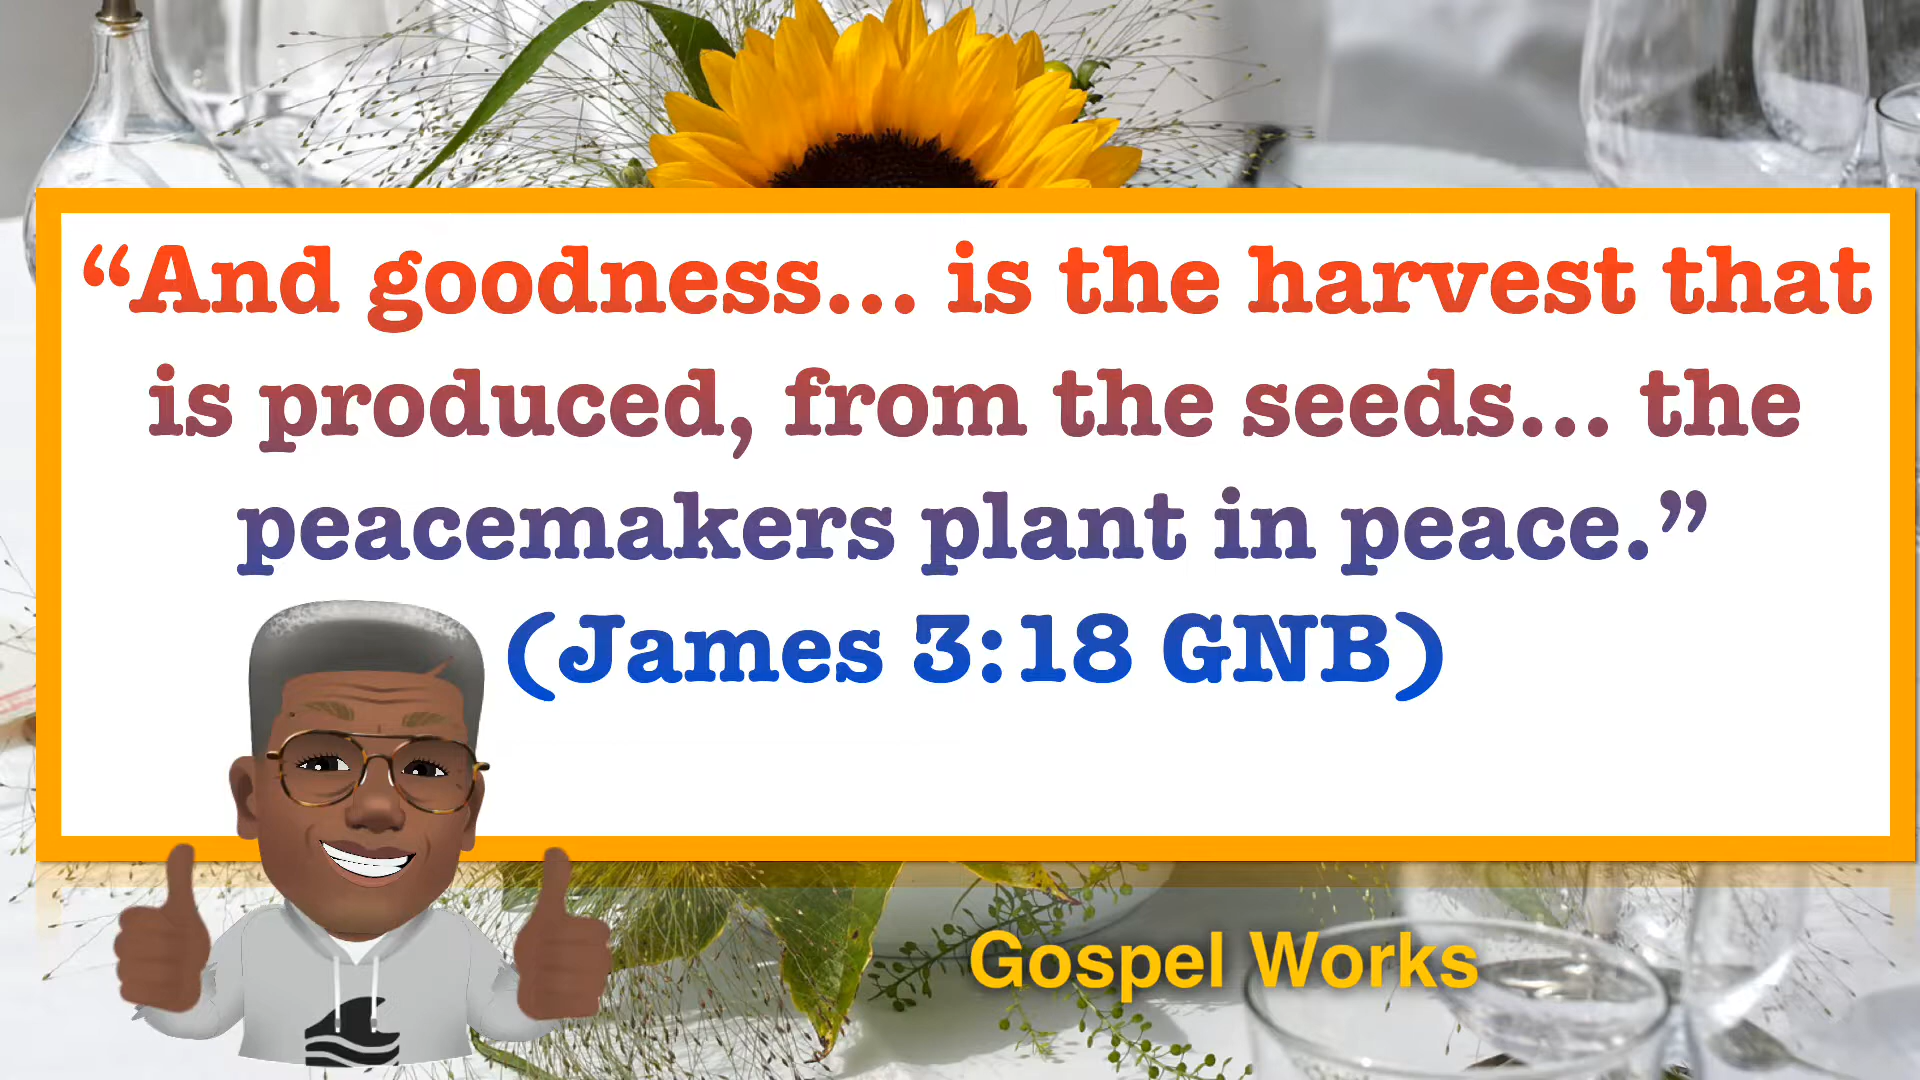 “And goodness... is the harvest that
is produced, from the seeds... the
peacemakers plant in peace.”
(James 3:18 GNB)
Gospel Works